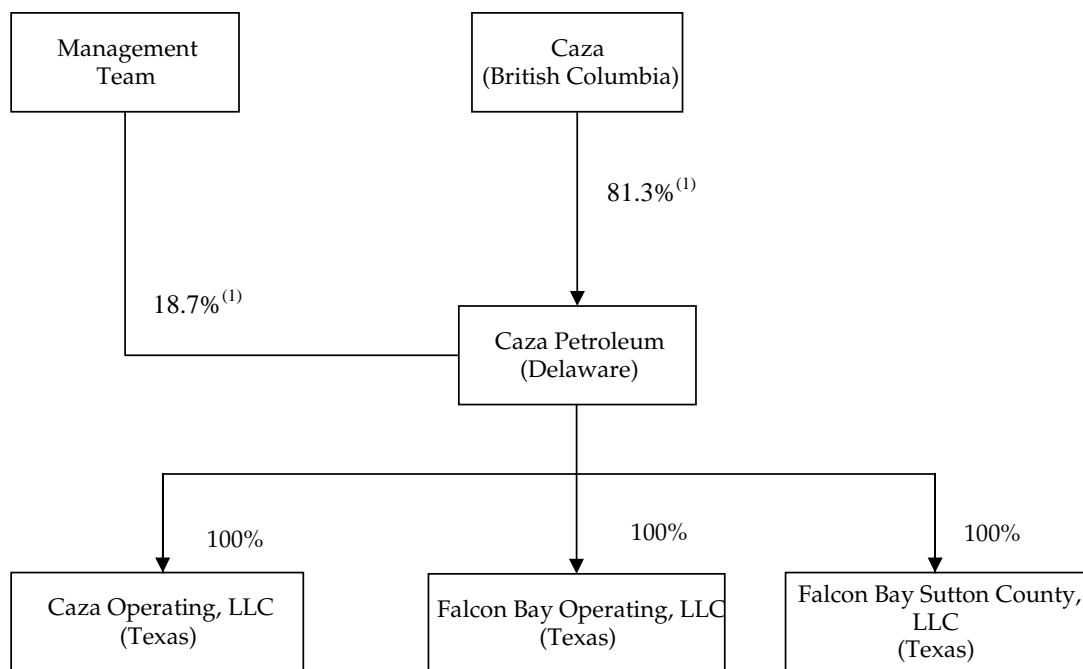 Management
Team
Caza
(British Columbia)
81.3%(1)
18.7%(1)
Caza Petroleum
(Delaware)
100%
100%
100%
Caza Operating, LLC
(Texas)
Falcon Bay Operating, LLC
(Texas)
Falcon Bay Sutton County,
LLC
(Texas)